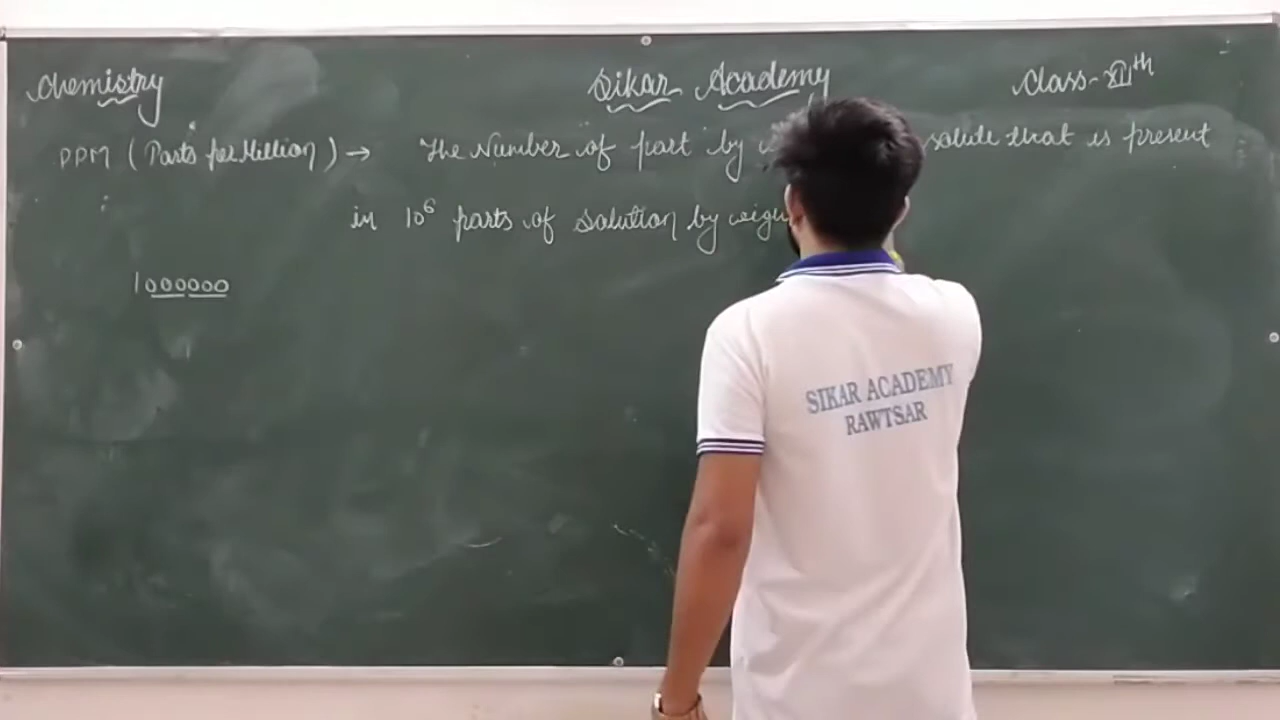 Chemistry
Sikar Academy
Class-XIIth
PPM (Parts per Million) → The Number of part by
solute that is present
in 10⁶ parts of solution by
1000000
SIKAR ACADEMY
RAWTSAR